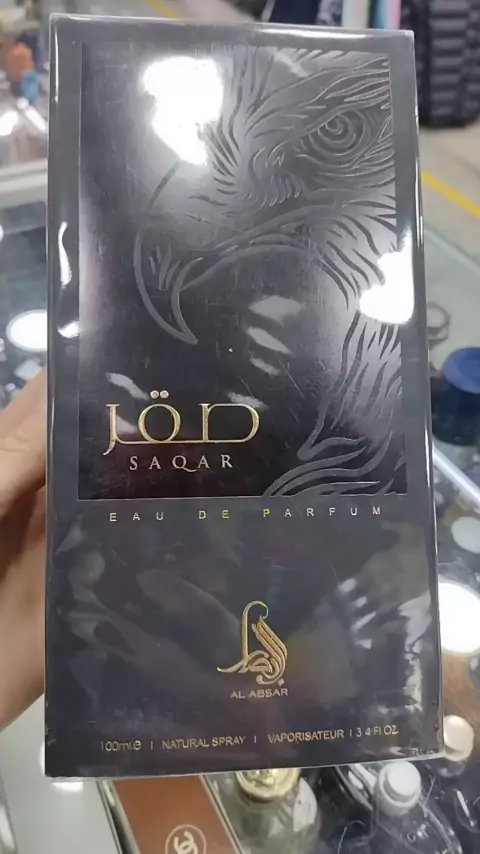 صقر
SAQAR
EAU DE PARFUM
AL ABSAR
100ml.e | NATURAL SPRAY | VAPORISATEUR | 3.4 Fl.OZ.